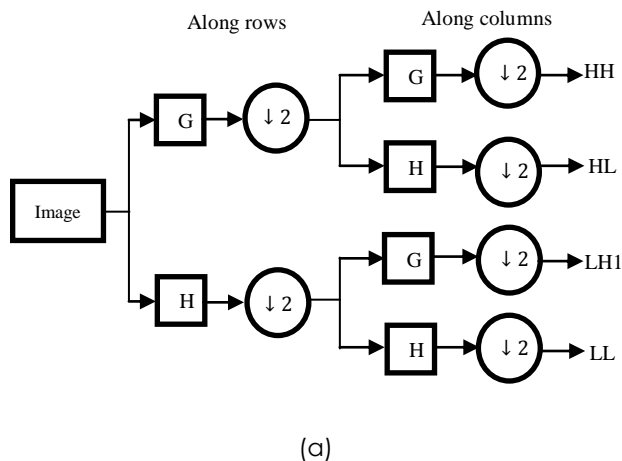 Along rows
Along columns
G
↓ 2
HH
G
↓ 2
H
↓ 2
HL
Image
G
↓ 2
LH1
H
↓ 2
H
↓ 2
LL
(a)